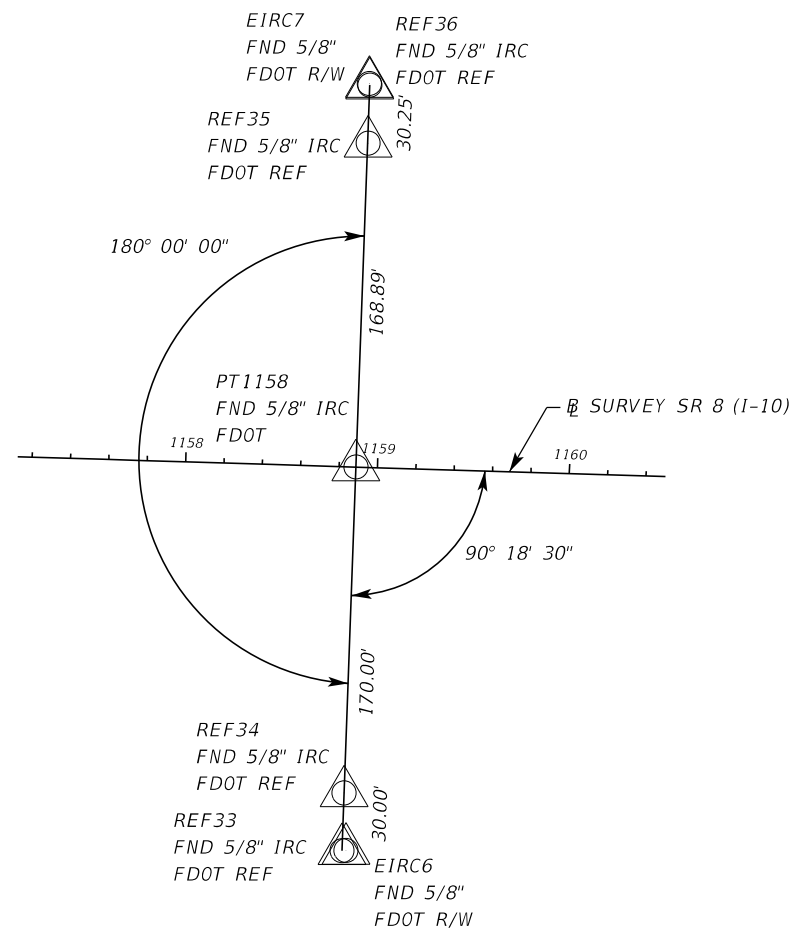 EIRC7
FND 5/8"
FDOT R/W
REF36
FND 5/8" IRC
FDOT REF
30.25'
REF35
FND 5/8" IRC
FDOT REF
180° 00' 00"
168.89'
PT1158
FND 5/8" IRC
FDOT
BL SURVEY SR 8 (I-10)
1158
1159
1160
90° 18' 30"
170.00'
REF34
FND 5/8" IRC
FDOT REF
30.00'
REF33
FND 5/8" IRC
FDOT REF
EIRC6
FND 5/8"
FDOT R/W